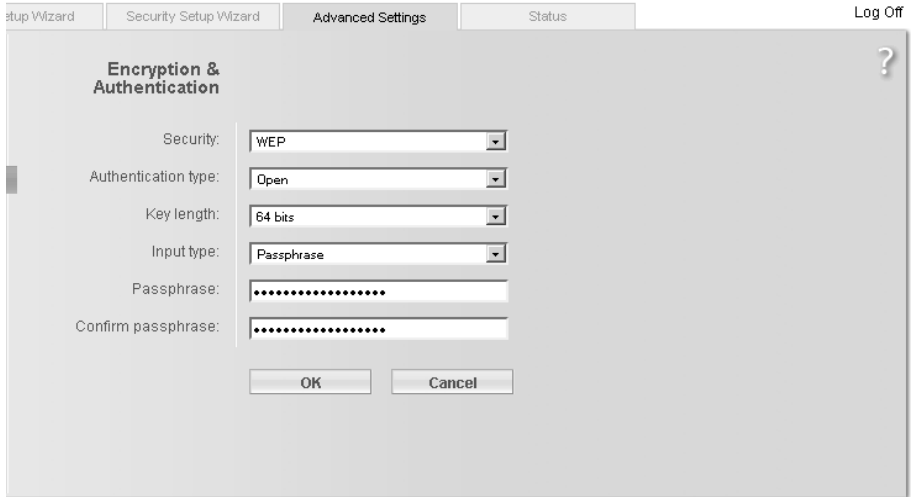 etup Wizard
Security Setup Wizard
Advanced Settings
Status
Log Off
?
Encryption &
Authentication
Security: WEP
Authentication type: Open
Key length: 64 bits
Input type: Passphrase
Passphrase: ••••••••••••••••••
Confirm passphrase: ••••••••••••••••••
OK
Cancel